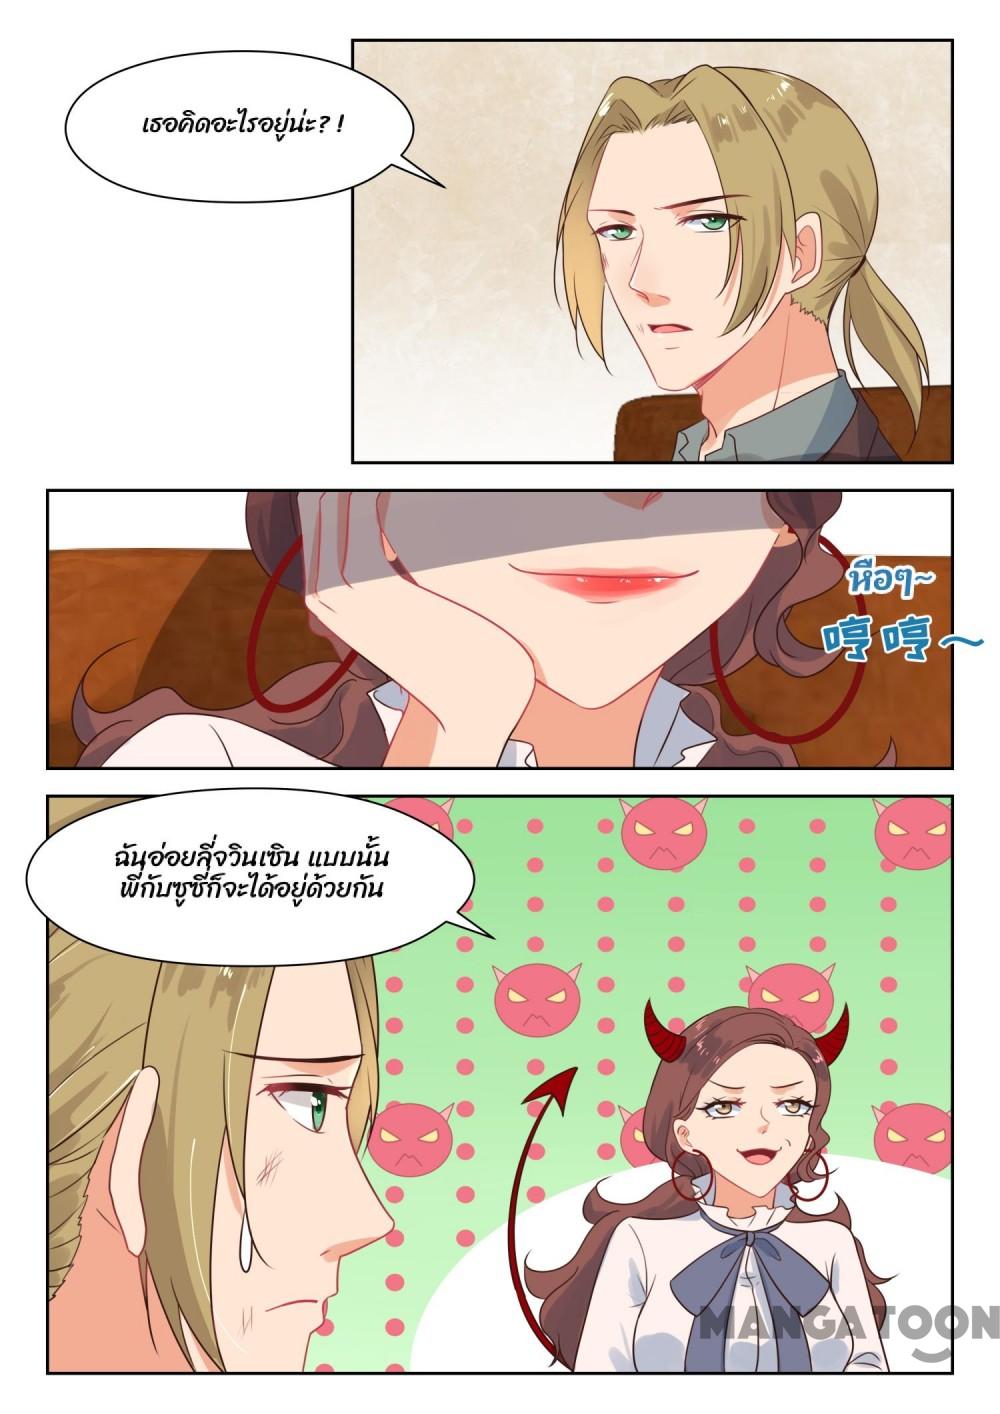 เธอคิดอะไรอยู่น่ะ?!
หือๆ~
哼哼～
ฉันอ่อยลี่จวินเซิน แบบนั้น
พี่กับซูซี่ก็จะได้อยู่ด้วยกัน
MANGATOON